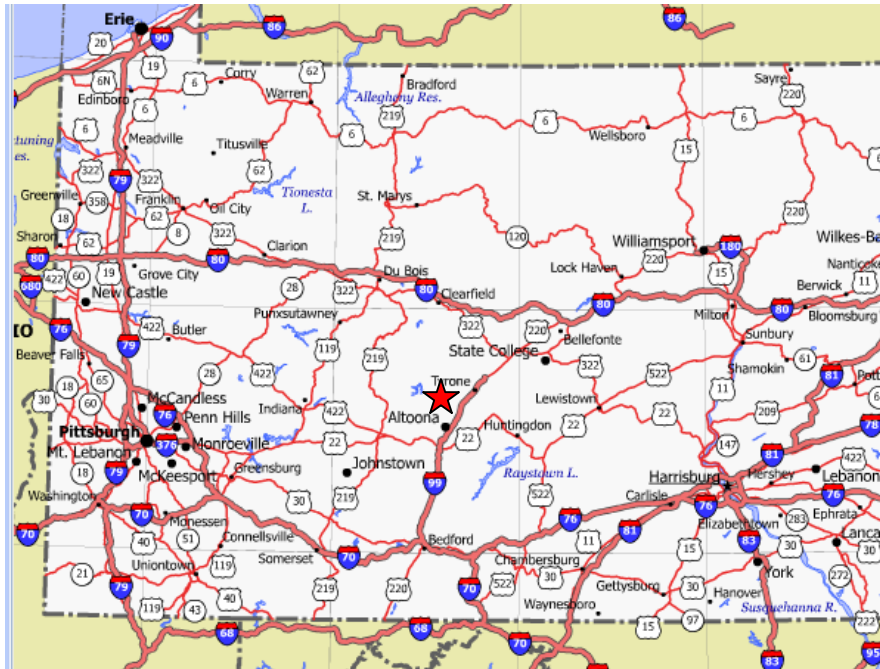 Erie
90
86
86
20
19
6N
6
Corry
62
Warren
Bradford
Allegheny Res.
Sayre
220
Edinboro
6
219
6
6
6
Wellsboro
15
tuning
es.
Meadville
Titusville
322
79
322
62
Tionesta
L.
St. Marys
Greenville
358
Franklin
Oil City
18
62
8
322
219
120
220
Sharon
62
Clarion
Williamsport
180
Wilkes-Ba
80
80
220
Lock Haven
15
Nanticoke
680
422
60
19
Grove City
Du Bois
28
322
80
Clearfield
80
11
Berwick
New Castle
Punxsutawney
Milton
80
Bloomsburg
IO
76
422
Butler
322
220
Bellefonte
Sunbury
79
119
219
State College
322
Beaver Falls
28
522
Shamokin
61
81
18
65
422
Tyrone
11
Pott
30
60
McCandless
76
Indiana
422
Lewistown
22
209
Penn Hills
Altoona
22
Huntingdon
22
78
Pittsburgh
376
Monroeville
22
147
81
Mt. Lebanon
Johnstown
Raystown L.
Hershey
422
18
79
McKeesport
Greensburg
99
Harrisburg
Lebanon
Washington
30
219
522
Carlisle
76
76
70
70
Monessen
76
81
Elizabethtown
283
Ephrata
40
51
Connellsville
Somerset
70
Bedford
11
83
30
Lanca
30
21
Uniontown
119
Chambersburg
15
York
272
79
219
220
70
522
30
Gettysburg
30
119
43
40
Waynesboro
Hanover
Susquehanna R.
68
68
70
15
97
222
83
95